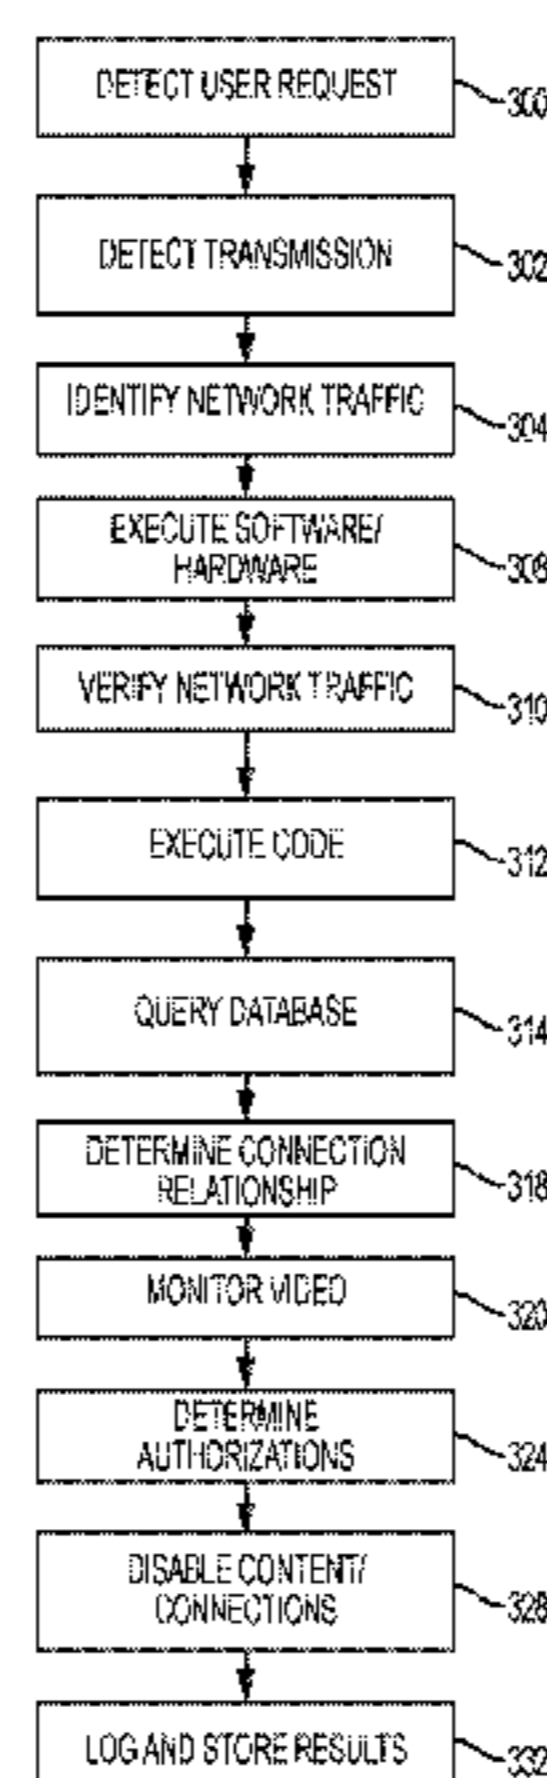 DETECT USER REQUEST
300
DETECT TRANSMISSION
302
IDENTIFY NETWORK TRAFFIC
304
EXECUTE SOFTWARE/
HARDWARE
308
VERIFY NETWORK TRAFFIC
310
EXECUTE CODE
312
QUERY DATABASE
314
DETERMINE CONNECTION
RELATIONSHIP
318
MONITOR VIDEO
320
DETERMINE
AUTHORIZATIONS
324
DISABLE CONTENT/
CONNECTIONS
328
LOG AND STORE RESULTS
332